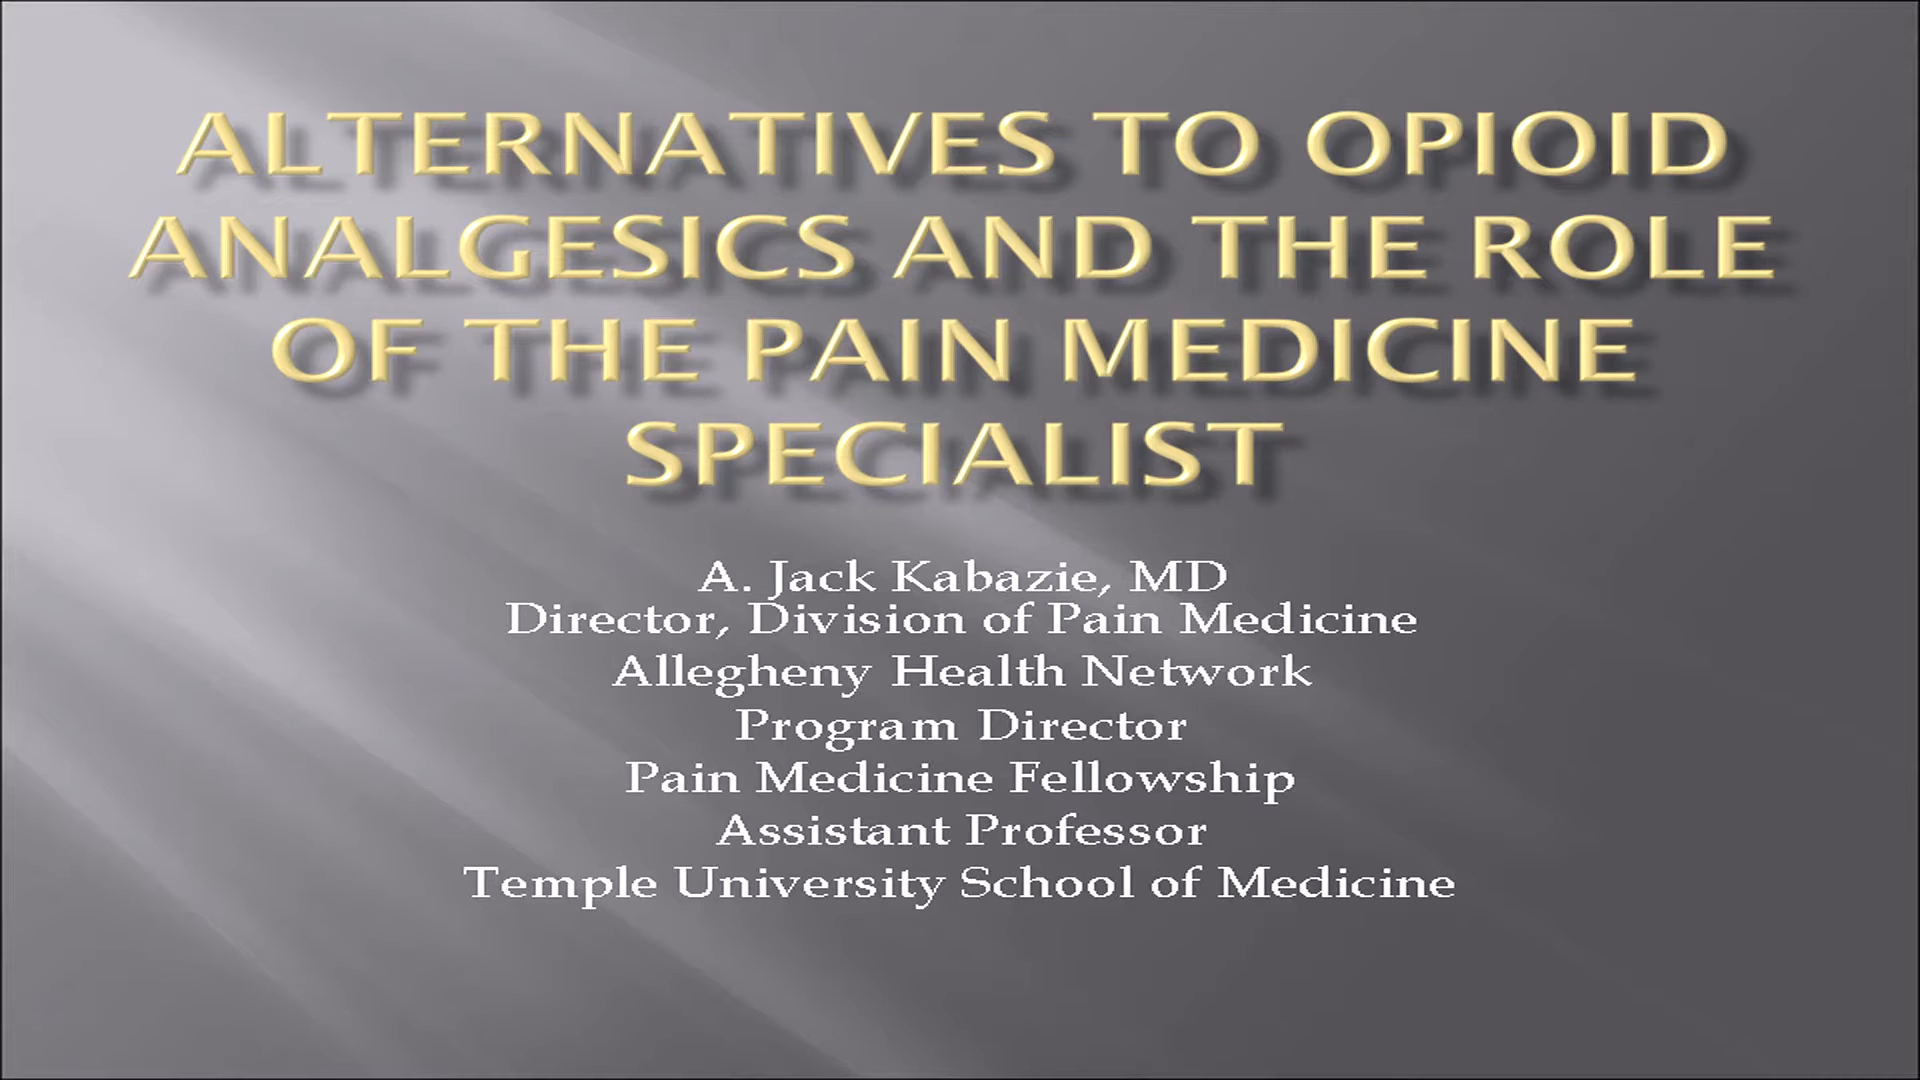 ALTERNATIVES TO OPIOID
ANALGESICS AND THE ROLE
OF THE PAIN MEDICINE
SPECIALIST
A. Jack Kabazie, MD
Director, Division of Pain Medicine
Allegheny Health Network
Program Director
Pain Medicine Fellowship
Assistant Professor
Temple University School of Medicine